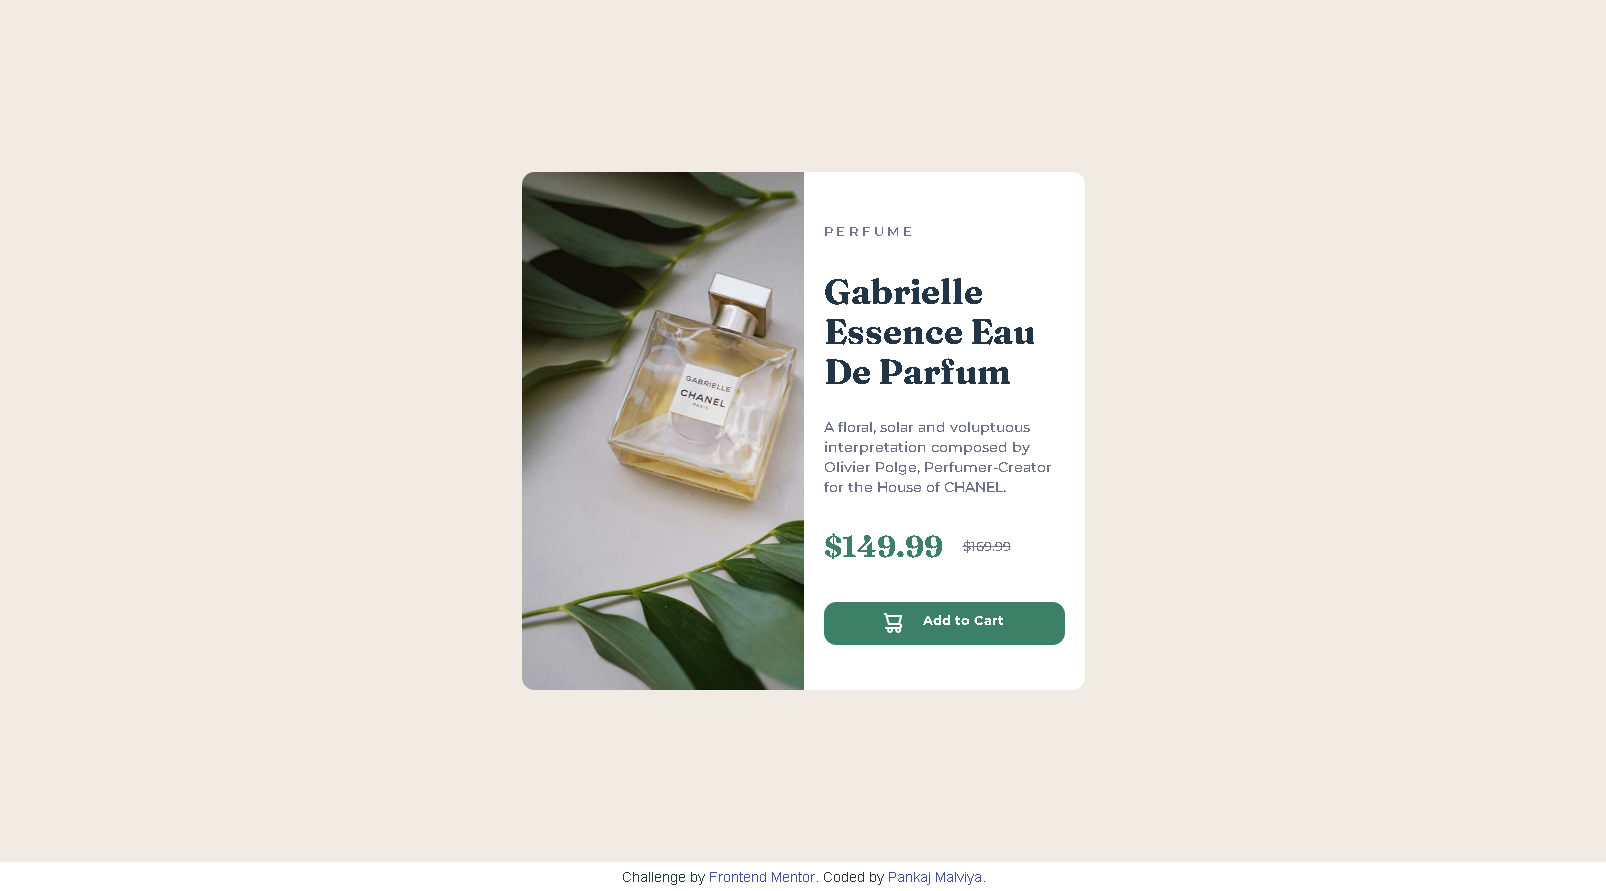 GABRIELLE
CHANEL
PARIS
PERFUME
Gabrielle
Essence Eau
De Parfum
A floral, solar and voluptuous
interpretation composed by
Olivier Polge, Perfumer-Creator
for the House of CHANEL.
$149.99 $169.99
Add to Cart
Challenge by Frontend Mentor. Coded by Pankaj Malviya.